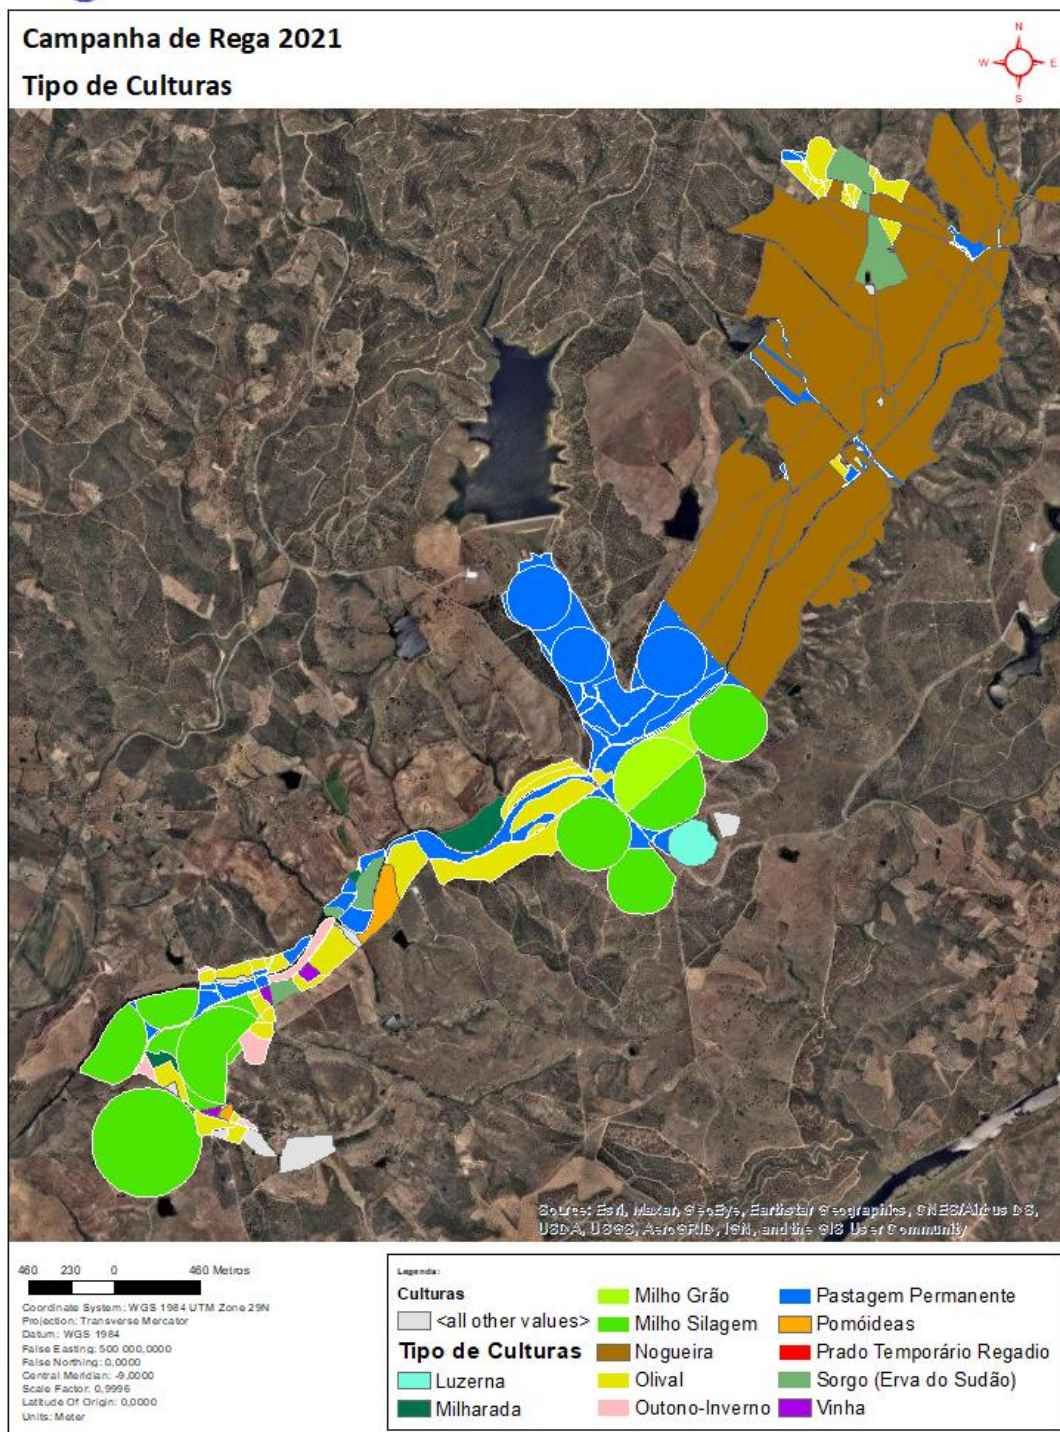 Campanha de Rega 2021
Tipo de Culturas
N
W
E
S
Source: Esri, Maxar, GeoEye, Earthstar Geographics, CNES/Airbus DS,
USDA, USGS, AeroGRID, IGN, and the GIS User Community
460 230 0 460 Metros
Coordinate System: WGS 1984 UTM Zone 29N
Projection: Transverse Mercator
Datum: WGS 1984
False Easting: 500 000,0000
False Northing: 0,0000
Central Meridian: -9,0000
Scale Factor: 0,9996
Latitude Of Origin: 0,0000
Units: Meter
Legenda:
Culturas
<all other values>
Tipo de Culturas
Luzerna
Milharada
Milho Grão
Milho Silagem
Nogueira
Olival
Outono-Inverno
Pastagem Permanente
Pomóideas
Prado Temporário Regadio
Sorgo (Erva do Sudão)
Vinha